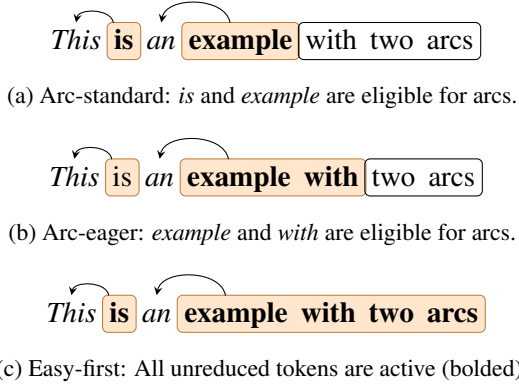 This is an example with two arcs
(a) Arc-standard: is and example are eligible for arcs.
This is an example with two arcs
(b) Arc-eager: example and with are eligible for arcs.
This is an example with two arcs
(c) Easy-first: All unreduced tokens are active (bolded)